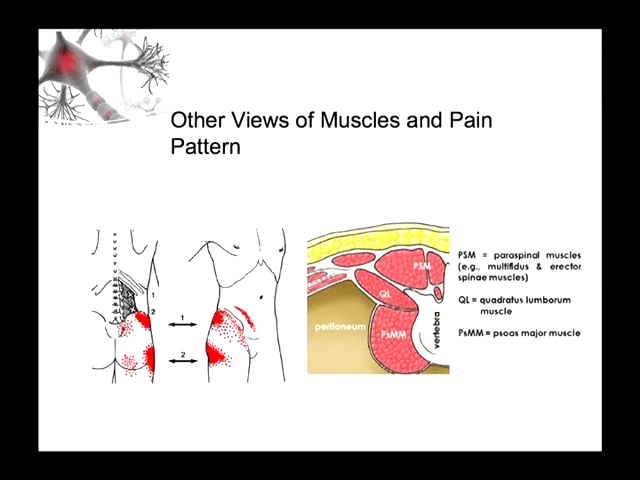 Other Views of Muscles and Pain
Pattern
1
2
1
2
PSM
QL
PsMM
peritoneum
vertebra
PSM = paraspinal muscles
(e.g., multifidus & erector
spinae muscles)
QL = quadratus lumborum
muscle
PsMM = psoas major muscle